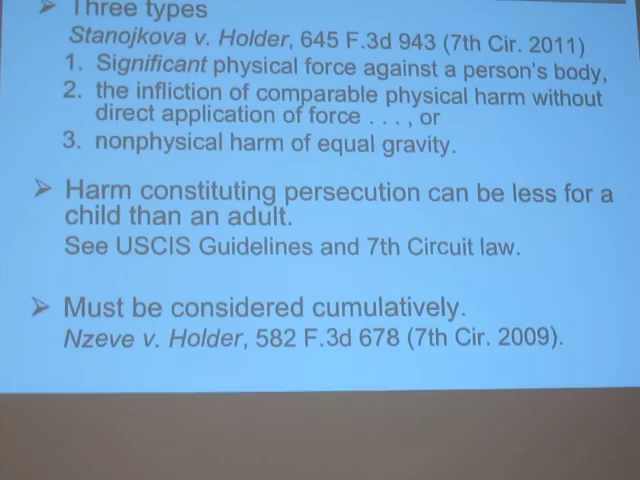 ➢ Three types
Stanojkova v. Holder, 645 F.3d 943 (7th Cir. 2011)
1. Significant physical force against a person's body,
2. the infliction of comparable physical harm without
direct application of force . . . , or
3. nonphysical harm of equal gravity.
➢ Harm constituting persecution can be less for a
child than an adult.
See USCIS Guidelines and 7th Circuit law.
➢ Must be considered cumulatively.
Nzeve v. Holder, 582 F.3d 678 (7th Cir. 2009).